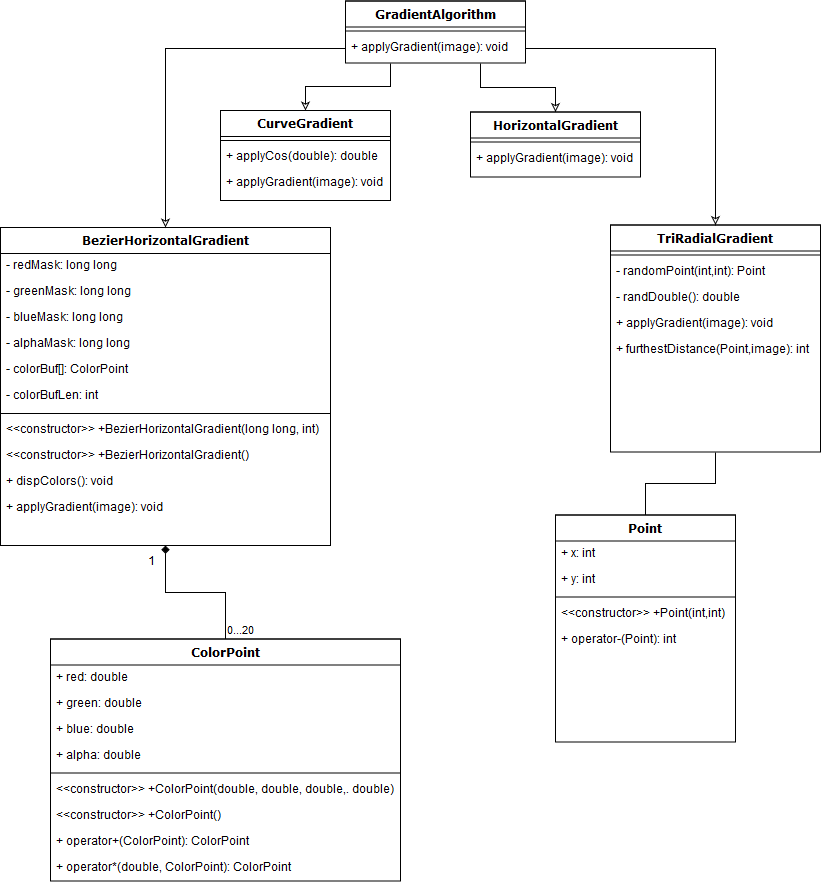 GradientAlgorithm
+ applyGradient(image): void
CurveGradient
+ applyCos(double): double
+ applyGradient(image): void
HorizontalGradient
+ applyGradient(image): void
BezierHorizontalGradient
- redMask: long long
- greenMask: long long
- blueMask: long long
- alphaMask: long long
- colorBuf[]: ColorPoint
- colorBufLen: int
<<constructor>> +BezierHorizontalGradient(long long, int)
<<constructor>> +BezierHorizontalGradient()
+ dispColors(): void
+ applyGradient(image): void
TriRadialGradient
- randomPoint(int,int): Point
- randDouble(): double
+ applyGradient(image): void
+ furthestDistance(Point,image): int
Point
+ x: int
+ y: int
<<constructor>> +Point(int,int)
+ operator-(Point): int
1
0...20
ColorPoint
+ red: double
+ green: double
+ blue: double
+ alpha: double
<<constructor>> +ColorPoint(double, double, double,. double)
<<constructor>> +ColorPoint()
+ operator+(ColorPoint): ColorPoint
+ operator*(double, ColorPoint): ColorPoint